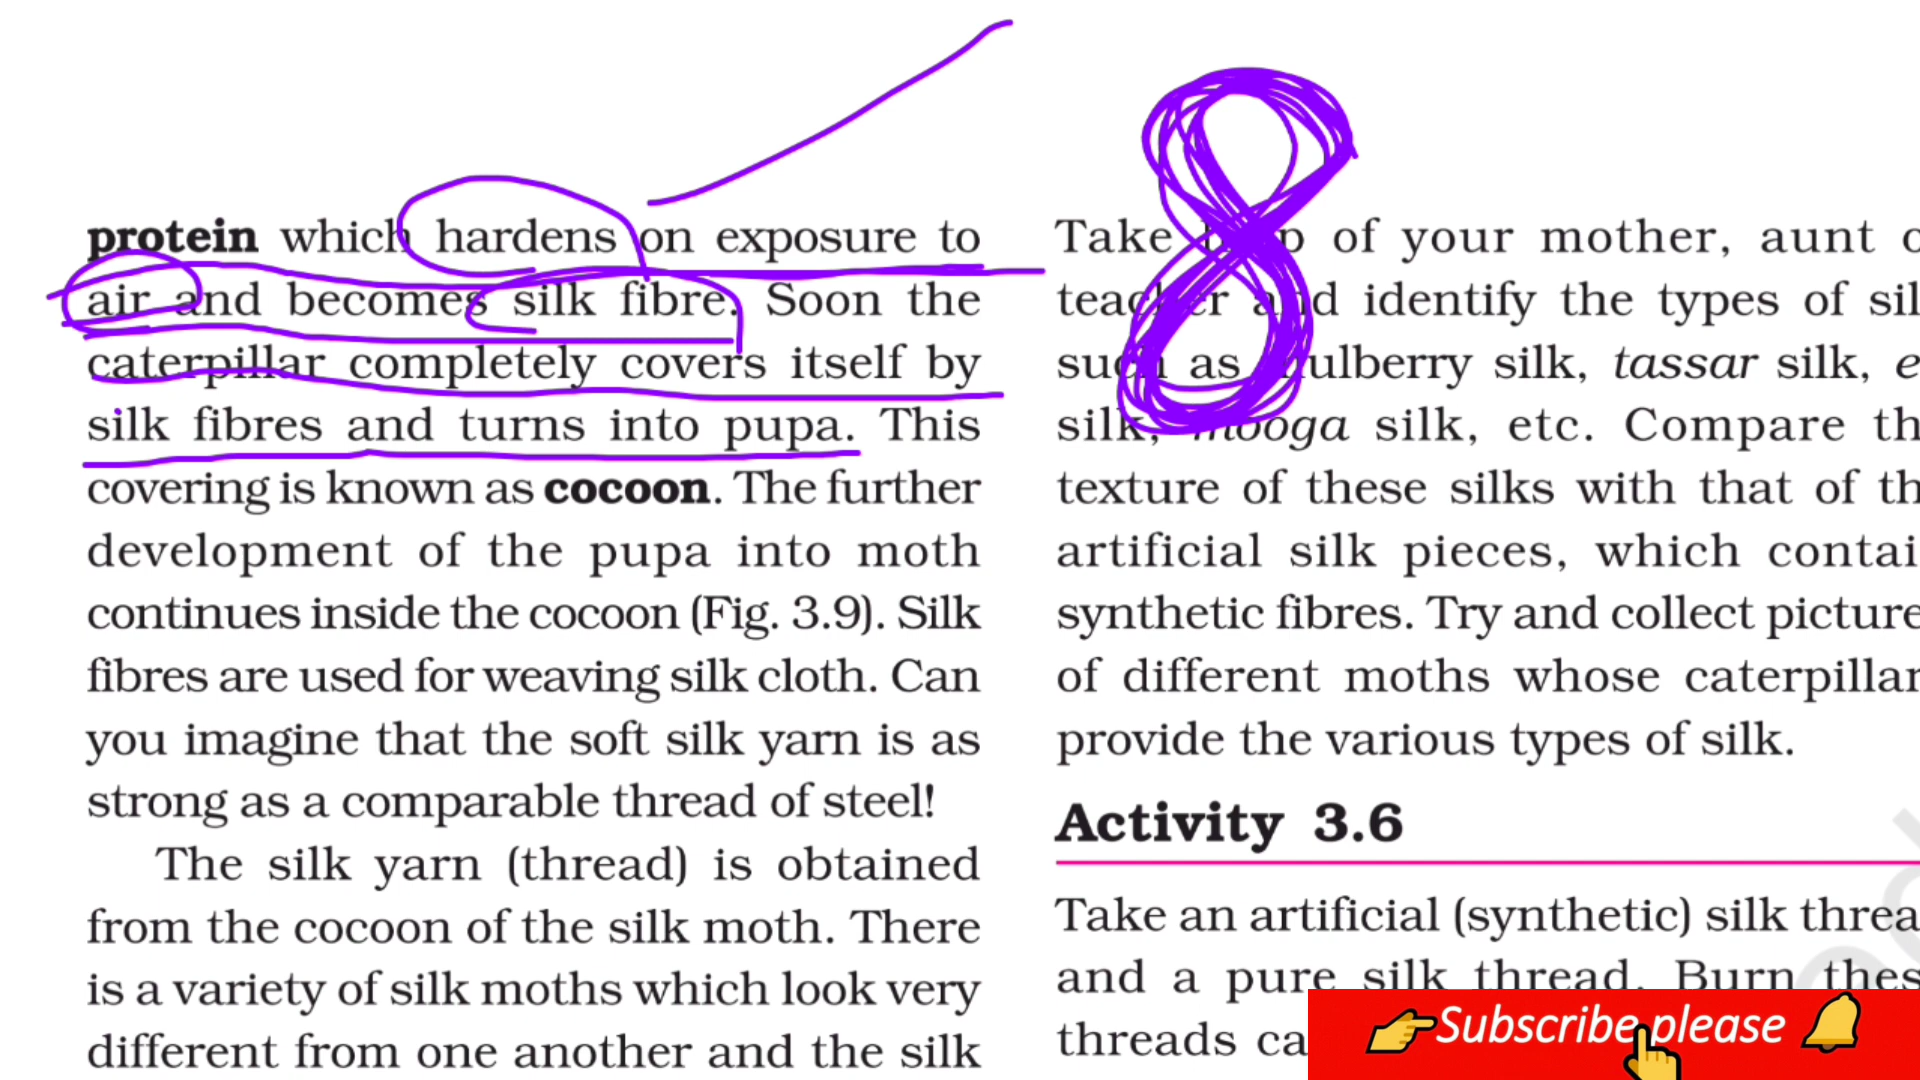 protein which hardens on exposure to
air and becomes silk fibre. Soon the
caterpillar completely covers itself by
silk fibres and turns into pupa. This
covering is known as cocoon. The further
development of the pupa into moth
continues inside the cocoon (Fig. 3.9). Silk
fibres are used for weaving silk cloth. Can
you imagine that the soft silk yarn is as
strong as a comparable thread of steel!
The silk yarn (thread) is obtained
from the cocoon of the silk moth. There
is a variety of silk moths which look very
different from one another and the silk
8
Take help of your mother, aunt o
teacher and identify the types of sil
such as mulberry silk, tassar silk, e
silk, mooga silk, etc. Compare th
texture of these silks with that of th
artificial silk pieces, which contai
synthetic fibres. Try and collect picture
of different moths whose caterpillar
provide the various types of silk.
Activity 3.6
Take an artificial (synthetic) silk threa
and a pure silk thread. Burn thes
threads ca
Subscribe please